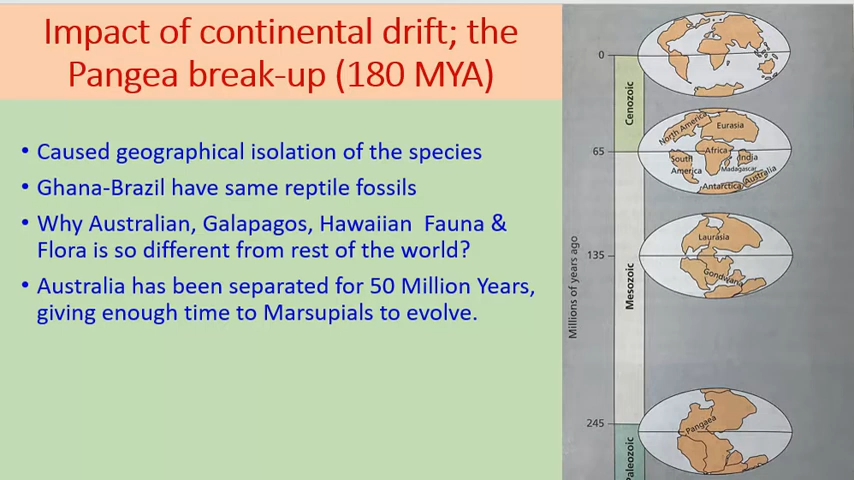 Impact of continental drift; the
Pangea break-up (180 MYA)
• Caused geographical isolation of the species
• Ghana-Brazil have same reptile fossils
• Why Australian, Galapagos, Hawaiian Fauna &
Flora is so different from rest of the world?
• Australia has been separated for 50 Million Years,
giving enough time to Marsupials to evolve.
Millions of years ago
0
65
135
245
Cenozoic
Mesozoic
Paleozoic
North America
Eurasia
Africa
South
America
India
Madagascar
Australia
Antarctica
Laurasia
Gondwana
Pangaea